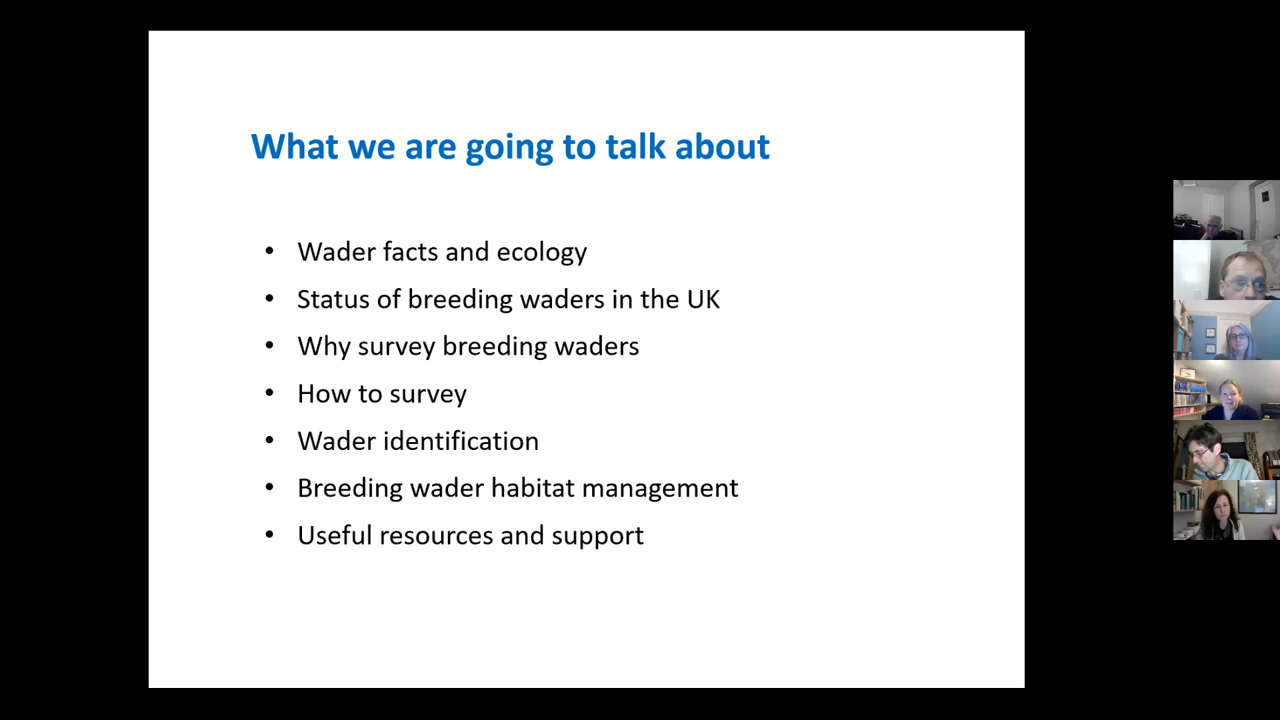 What we are going to talk about
• Wader facts and ecology
• Status of breeding waders in the UK
• Why survey breeding waders
• How to survey
• Wader identification
• Breeding wader habitat management
• Useful resources and support